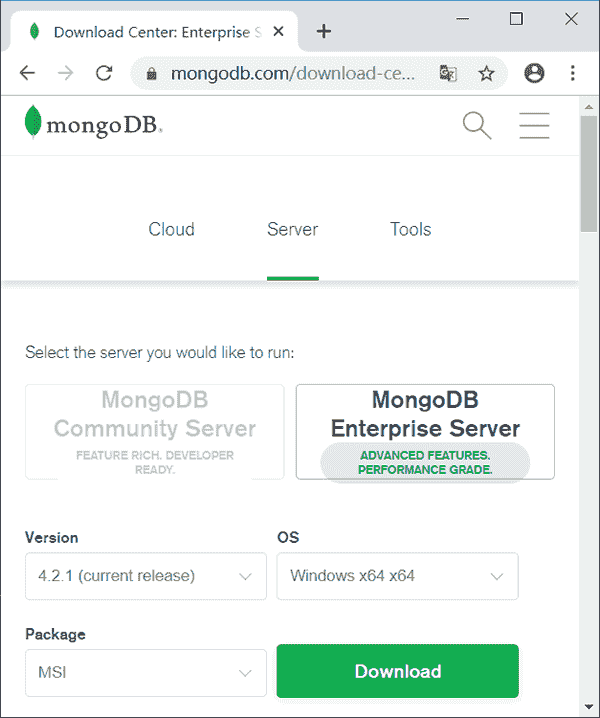 Download Center: Enterprise S
mongodb.com/download-ce...
mongoDB
Cloud Server Tools
Select the server you would like to run:
MongoDB
Community Server
FEATURE RICH. DEVELOPER
READY.
MongoDB
Enterprise Server
ADVANCED FEATURES.
PERFORMANCE GRADE.
Version
4.2.1 (current release)
OS
Windows x64 x64
Package
MSI
Download